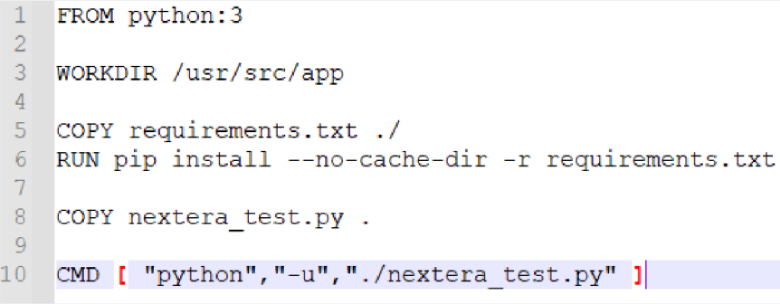 1 FROM python:3
2
3 WORKDIR /usr/src/app
4
5 COPY requirements.txt ./
6 RUN pip install --no-cache-dir -r requirements.txt
7
8 COPY nextera_test.py .
9
10 CMD [ "python","-u","./nextera_test.py" ]